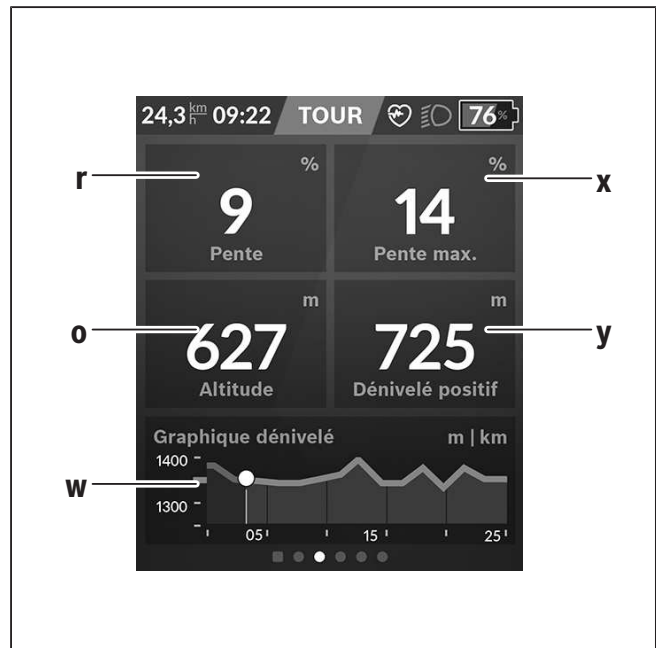 24,3 km/h 09:22 TOUR 76%
r % % x
9 14
Pente Pente max.
o m m y
627 725
Altitude Dénivelé positif
Graphique dénivelé m | km
1400
w
1300
05 15 25